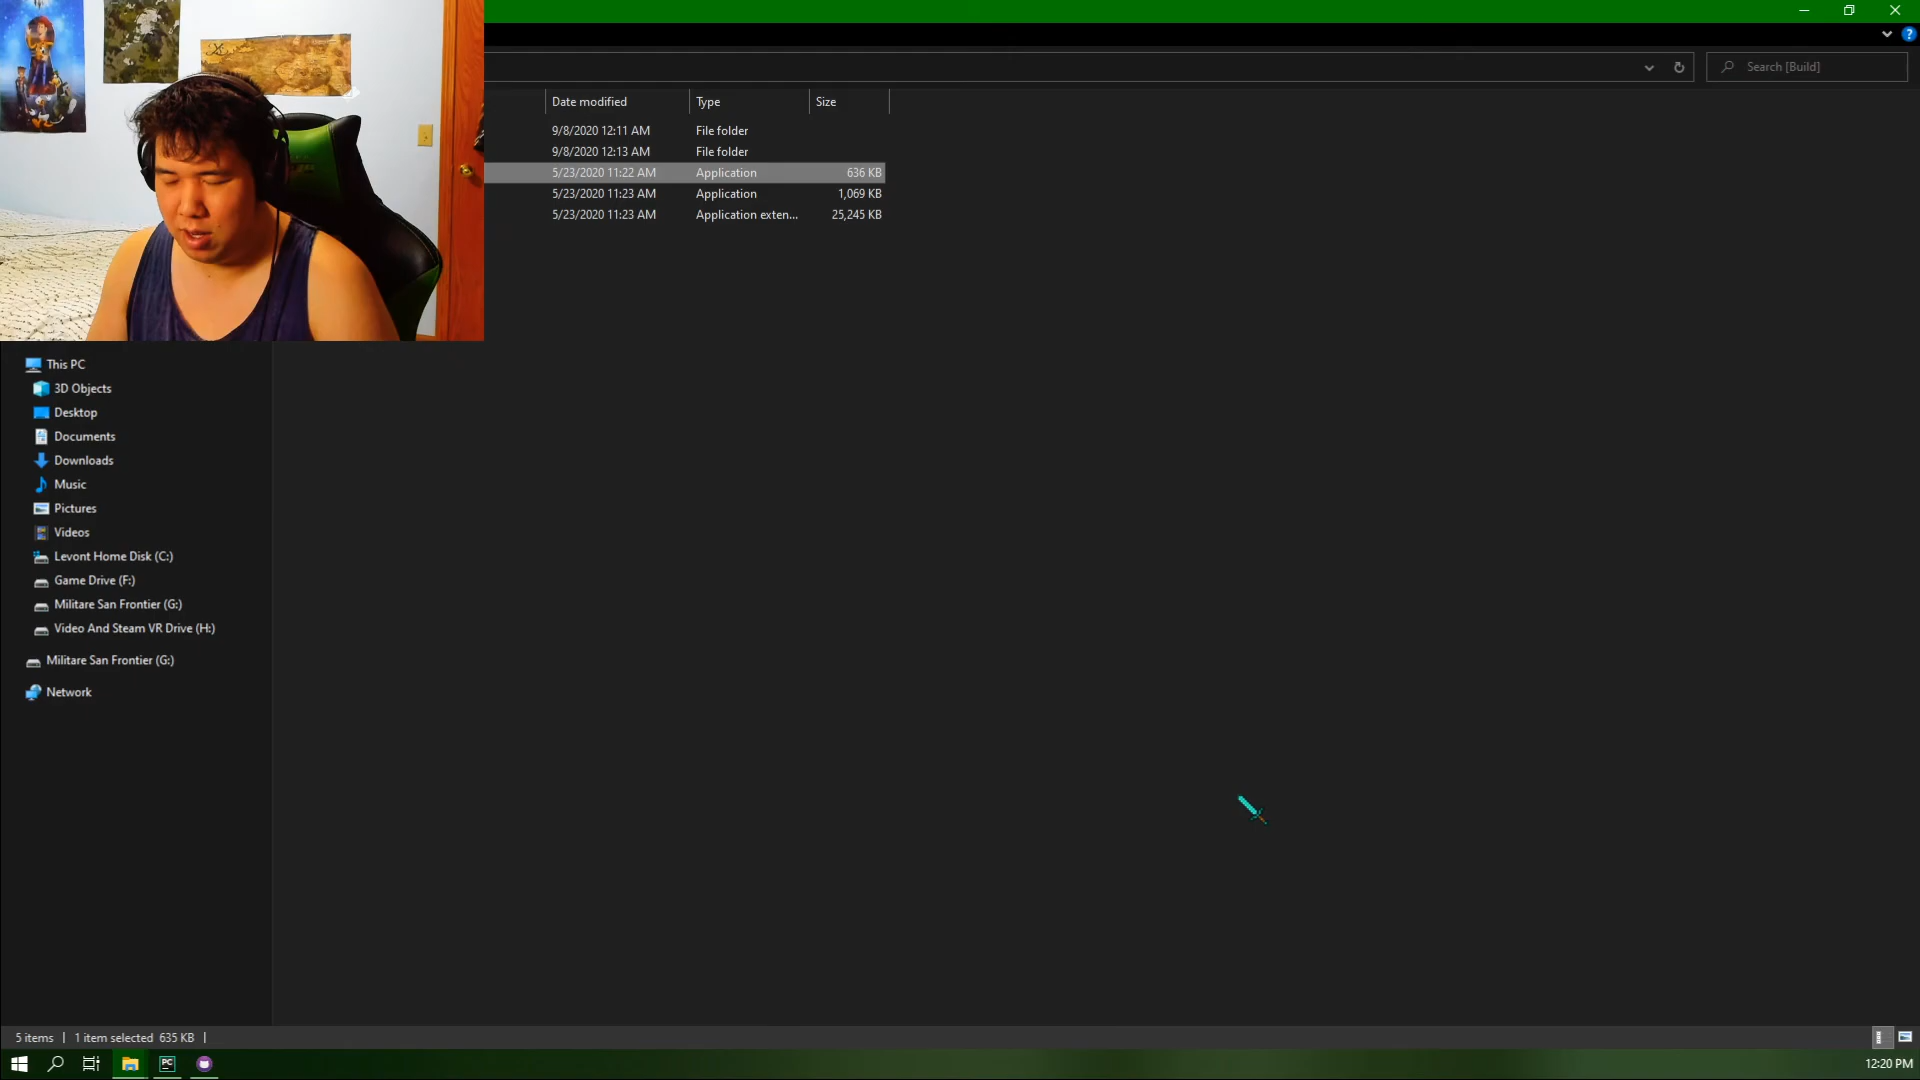 Search [Build]
Date modified Type Size
9/8/2020 12:11 AM File folder
9/8/2020 12:13 AM File folder
5/23/2020 11:22 AM Application 636 KB
5/23/2020 11:23 AM Application 1,069 KB
5/23/2020 11:23 AM Application exten... 25,245 KB
This PC
3D Objects
Desktop
Documents
Downloads
Music
Pictures
Videos
Levont Home Disk (C:)
Game Drive (F:)
Militare San Frontier (G:)
Video And Steam VR Drive (H:)
Militare San Frontier (G:)
Network
5 items 1 item selected 635 KB
PC
12:20 PM